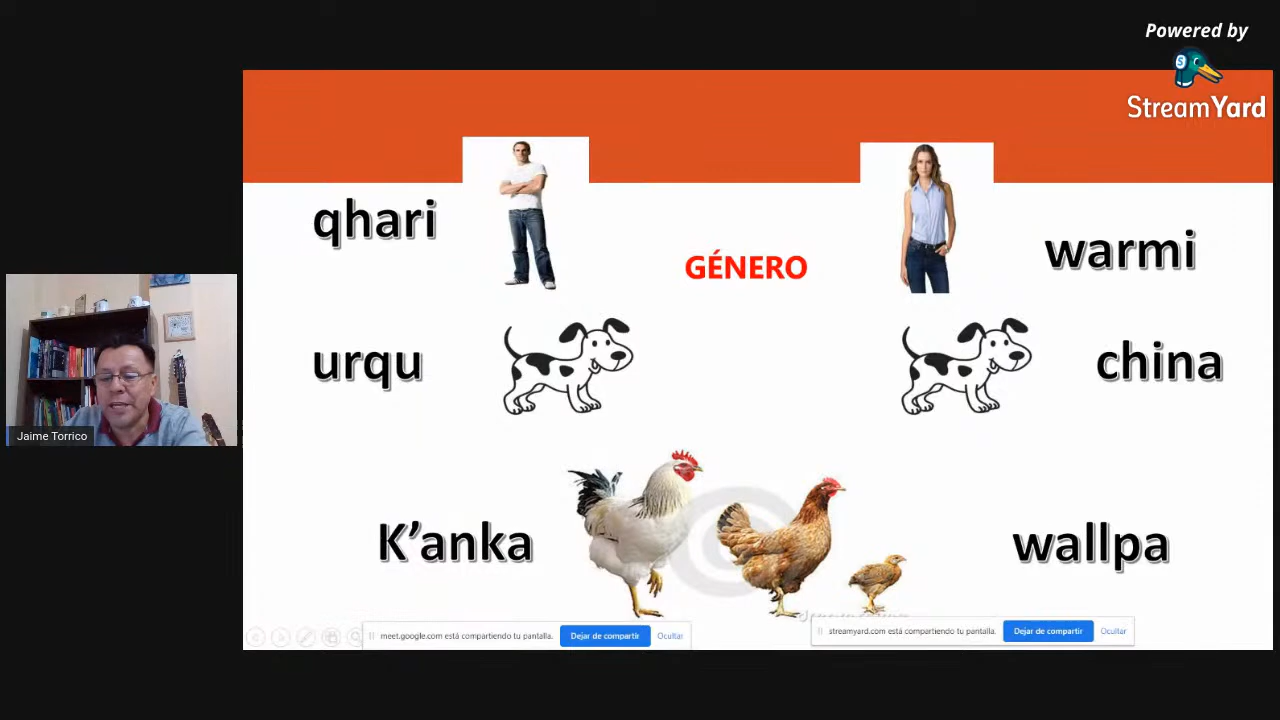 Powered by
StreamYard
qhari
warmi
GÉNERO
urqu
china
K’anka
wallpa
Jaime Torrico
meet.google.com está compartiendo tu pantalla.
Dejar de compartir
Ocultar
streamyard.com está compartiendo tu pantalla.
Dejar de compartir
Ocultar